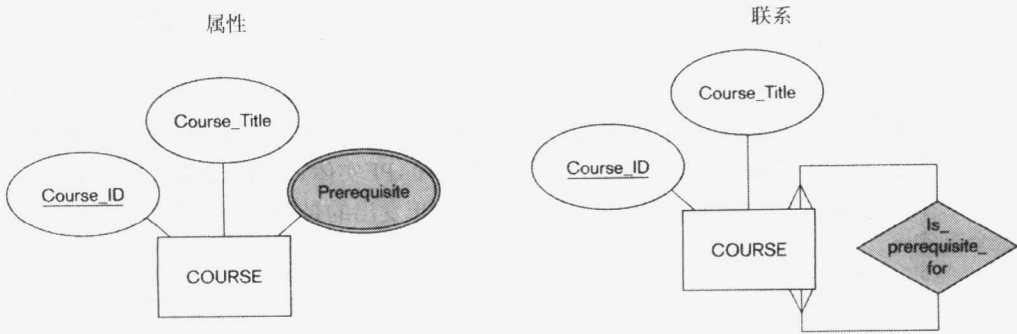 属性
Course_Title
Course_ID
Prerequisite
COURSE
联系
Course_Title
Course_ID
COURSE
Is_
prerequisite_
for